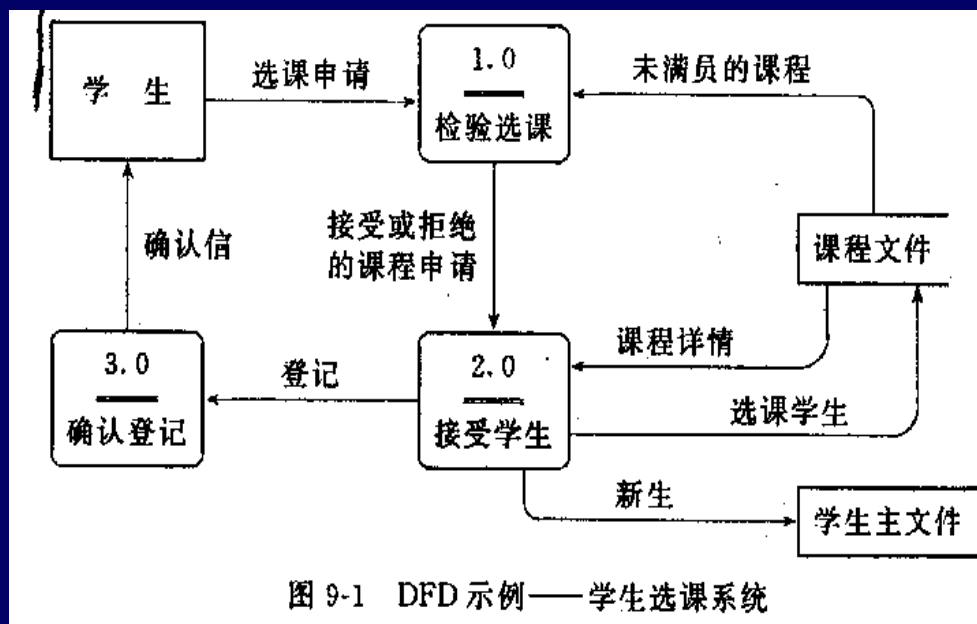 学 生
选课申请
1.0
检验选课
未满员的课程
确认信
接受或拒绝
的课程申请
课程文件
3.0
确认登记
登记
2.0
接受学生
课程详情
选课学生
新生
学生主文件
图 9-1 DFD 示例——学生选课系统